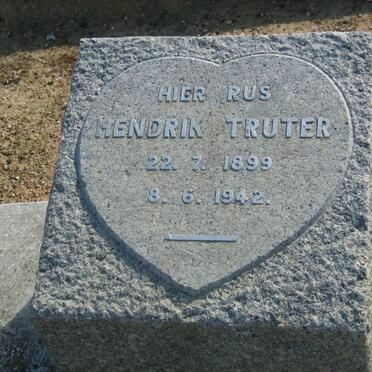 HIER RUS
HENDRIK TRUTER
22. 7. 1899
8. 6. 1942.